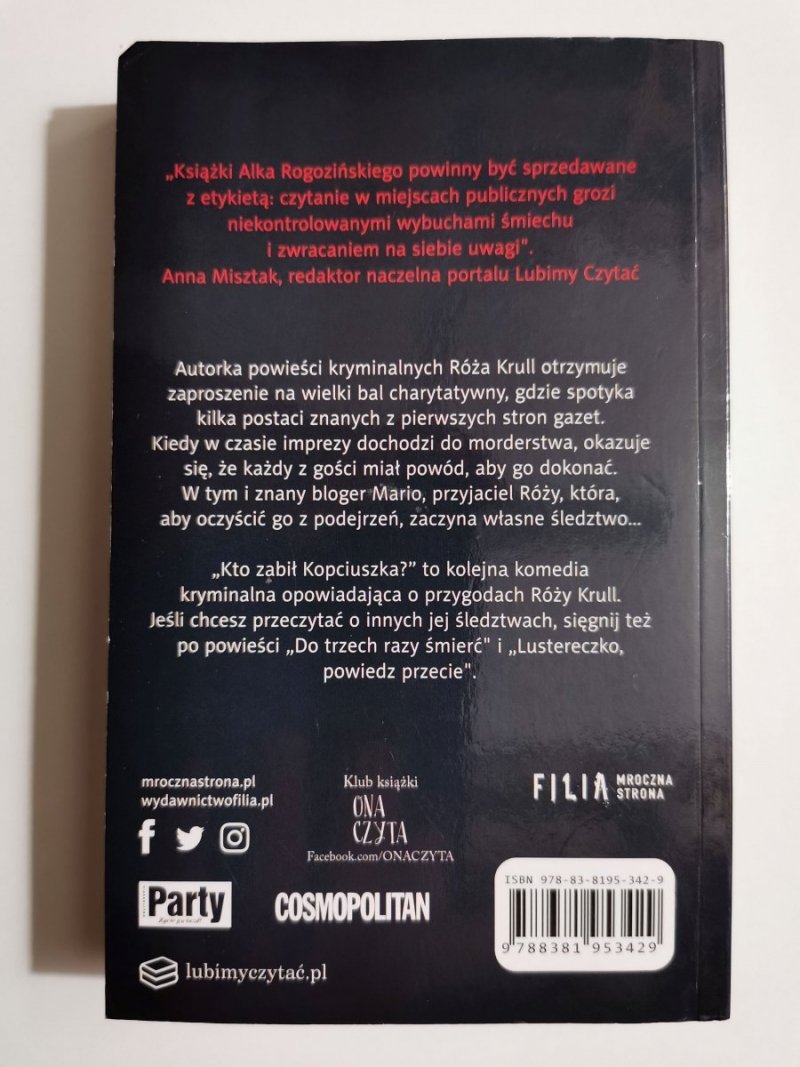 „Książki Alka Rogozińskiego powinny być sprzedawane
z etykietą: czytanie w miejscach publicznych grozi
niekontrolowanymi wybuchami śmiechu
i zwracaniem na siebie uwagi".
Anna Misztak, redaktor naczelna portalu Lubimy Czytać
Autorka powieści kryminalnych Róża Krull otrzymuje
zaproszenie na wielki bal charytatywny, gdzie spotyka
kilka postaci znanych z pierwszych stron gazet.
Kiedy w czasie imprezy dochodzi do morderstwa, okazuje
się, że każdy z gości miał powód, aby go dokonać.
W tym i znany bloger Mario, przyjaciel Róży, która,
aby oczyścić go z podejrzeń, zaczyna własne śledztwo...
„Kto zabił Kopciuszka?” to kolejna komedia
kryminalna opowiadająca o przygodach Róży Krull.
Jeśli chcesz przeczytać o innych jej śledztwach, sięgnij też
po powieści „Do trzech razy śmierć" i „Lustereczko,
powiedz przecie".
mrocznastrona.pl
wydawnictwofilia.pl
Klub książki
ONA
CZYTA
Facebook.com/ONACZYTA
FILIA MROCZNA
STRONA
Party
COSMOPOLITAN
lubimyczytać.pl
ISBN 978-83-8195-342-9
9 788381 953429